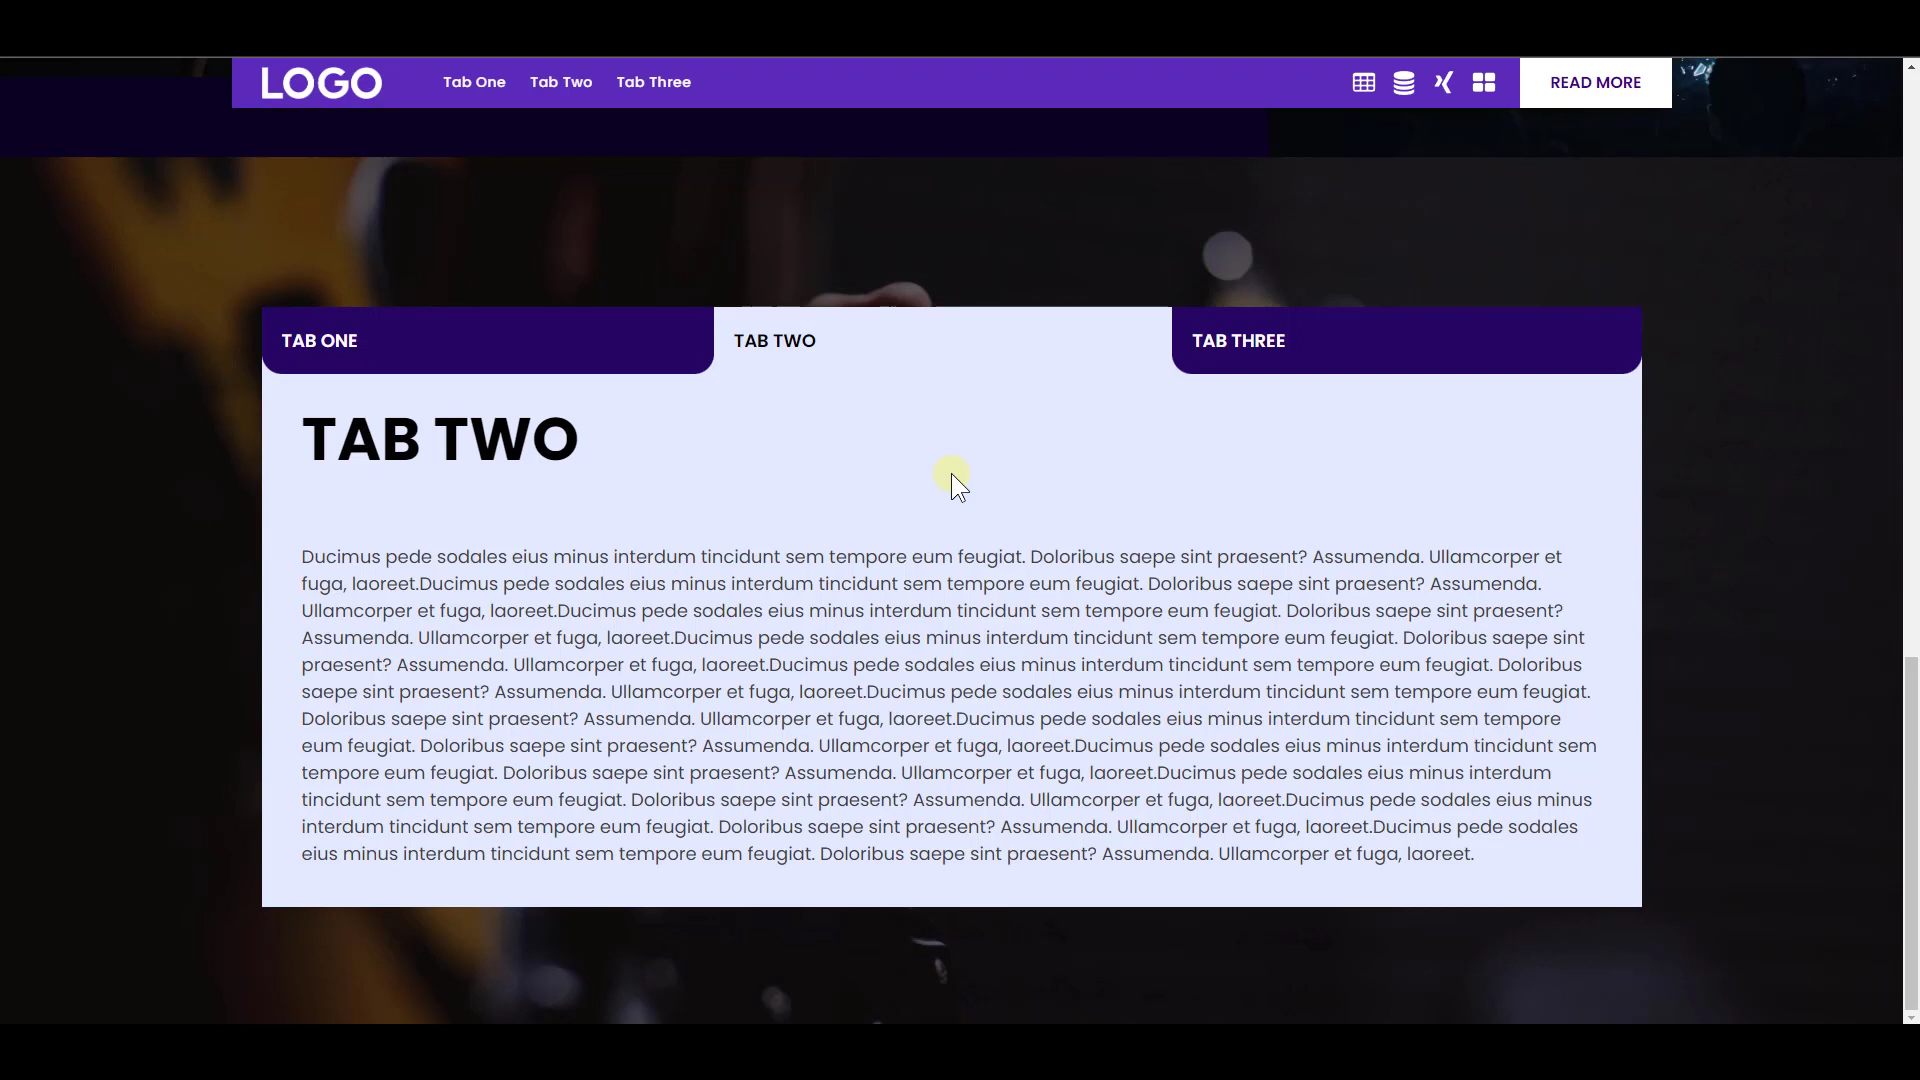 LOGO Tab One Tab Two Tab Three READ MORE
TAB ONE TAB TWO TAB THREE
TAB TWO
Ducimus pede sodales eius minus interdum tincidunt sem tempore eum feugiat. Doloribus saepe sint praesent? Assumenda. Ullamcorper et
fuga, laoreet.Ducimus pede sodales eius minus interdum tincidunt sem tempore eum feugiat. Doloribus saepe sint praesent? Assumenda.
Ullamcorper et fuga, laoreet.Ducimus pede sodales eius minus interdum tincidunt sem tempore eum feugiat. Doloribus saepe sint praesent?
Assumenda. Ullamcorper et fuga, laoreet.Ducimus pede sodales eius minus interdum tincidunt sem tempore eum feugiat. Doloribus saepe sint
praesent? Assumenda. Ullamcorper et fuga, laoreet.Ducimus pede sodales eius minus interdum tincidunt sem tempore eum feugiat. Doloribus
saepe sint praesent? Assumenda. Ullamcorper et fuga, laoreet.Ducimus pede sodales eius minus interdum tincidunt sem tempore eum feugiat.
Doloribus saepe sint praesent? Assumenda. Ullamcorper et fuga, laoreet.Ducimus pede sodales eius minus interdum tincidunt sem tempore
eum feugiat. Doloribus saepe sint praesent? Assumenda. Ullamcorper et fuga, laoreet.Ducimus pede sodales eius minus interdum tincidunt sem
tempore eum feugiat. Doloribus saepe sint praesent? Assumenda. Ullamcorper et fuga, laoreet.Ducimus pede sodales eius minus interdum
tincidunt sem tempore eum feugiat. Doloribus saepe sint praesent? Assumenda. Ullamcorper et fuga, laoreet.Ducimus pede sodales eius minus
interdum tincidunt sem tempore eum feugiat. Doloribus saepe sint praesent? Assumenda. Ullamcorper et fuga, laoreet.Ducimus pede sodales
eius minus interdum tincidunt sem tempore eum feugiat. Doloribus saepe sint praesent? Assumenda. Ullamcorper et fuga, laoreet.